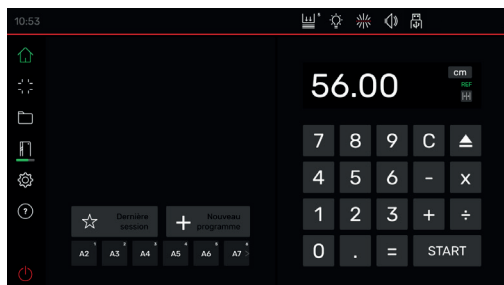 10:53
56.00
cm
REF
7 8 9 C
4 5 6 - x
1 2 3 + ÷
0 . = START
?
Dernière
session
+ Nouveau
programme
A2 A3 A4 A5 A6 A7 >